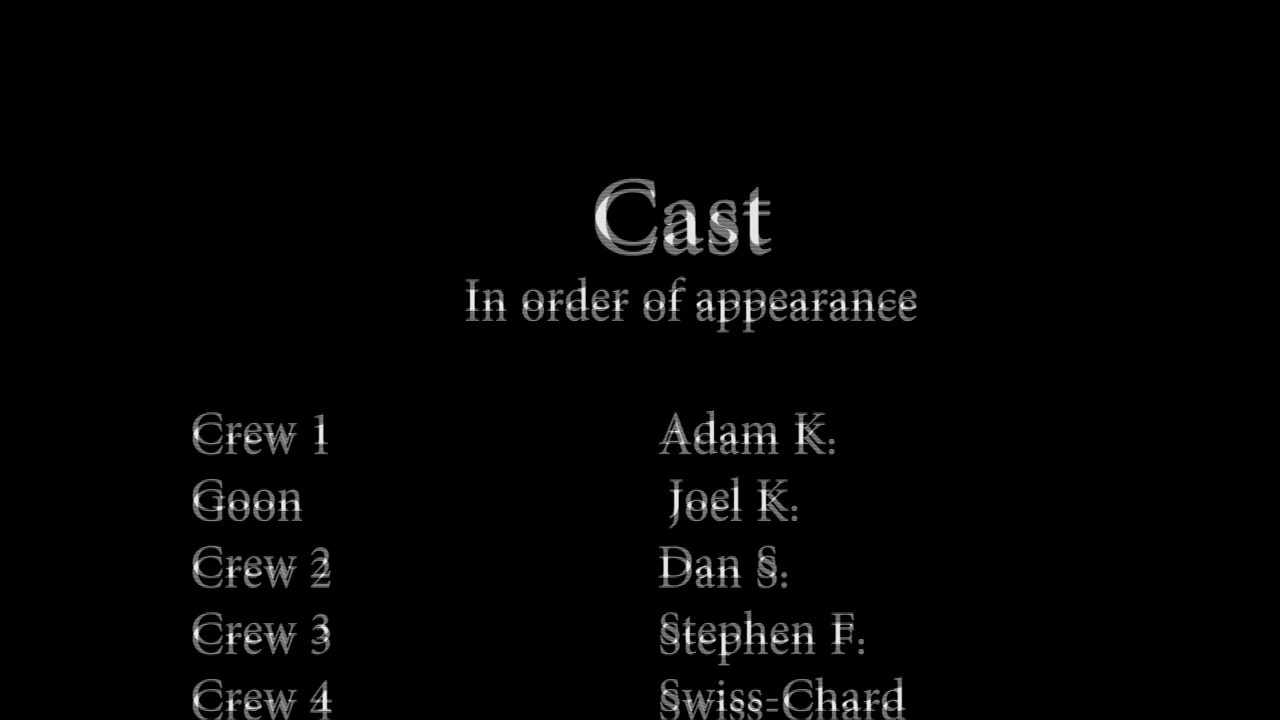 Cast
In order of appearance
Crew 1 Adam K.
Goon Joel K.
Crew 2 Dan S.
Crew 3 Stephen F.
Crew 4 Swiss-Chard